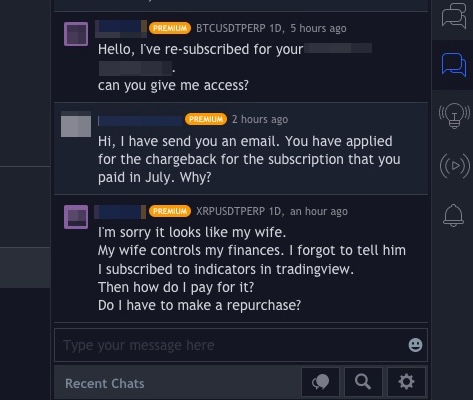 PREMIUM BTCUSDTPERP 1D, 5 hours ago
Hello, I've re-subscribed for your
.
can you give me access?
PREMIUM 2 hours ago
Hi, I have send you an email. You have applied
for the chargeback for the subscription that you
paid in July. Why?
PREMIUM XRPUSDTPERP 1D, an hour ago
I'm sorry it looks like my wife.
My wife controls my finances. I forgot to tell him
I subscribed to indicators in tradingview.
Then how do I pay for it?
Do I have to make a repurchase?
Type your message here
Recent Chats